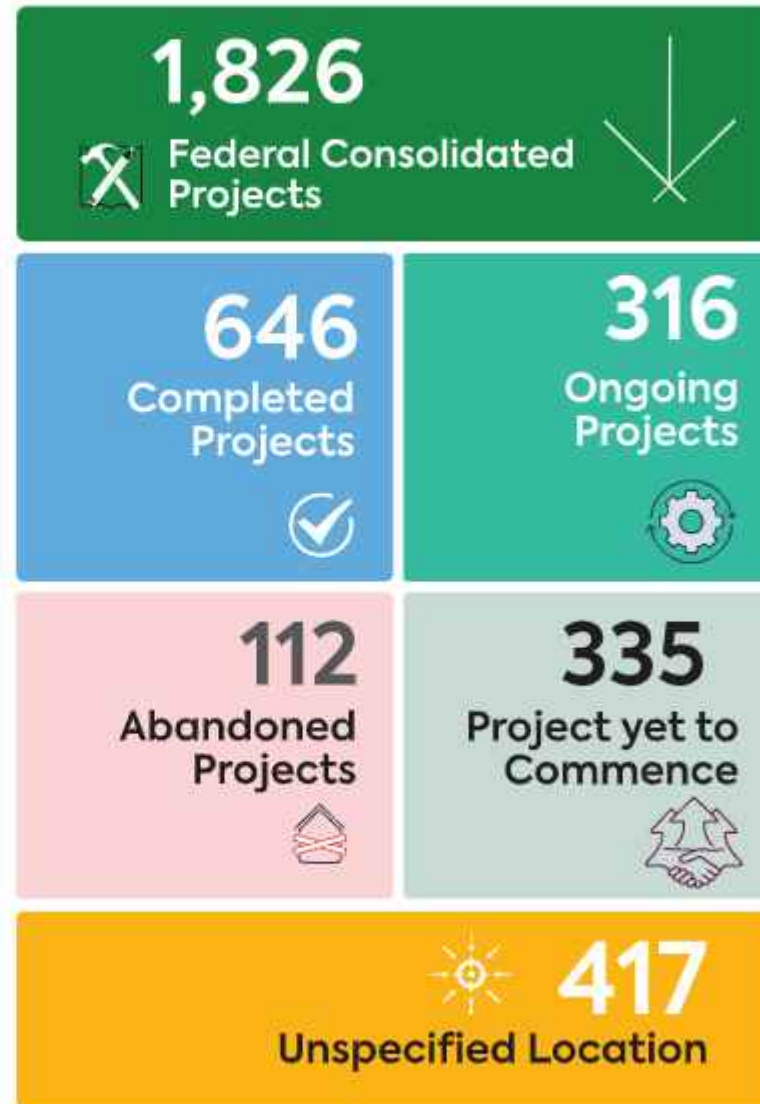 1,826
Federal Consolidated
Projects
646
Completed
Projects
316
Ongoing
Projects
112
Abandoned
Projects
335
Project yet to
Commence
417
Unspecified Location